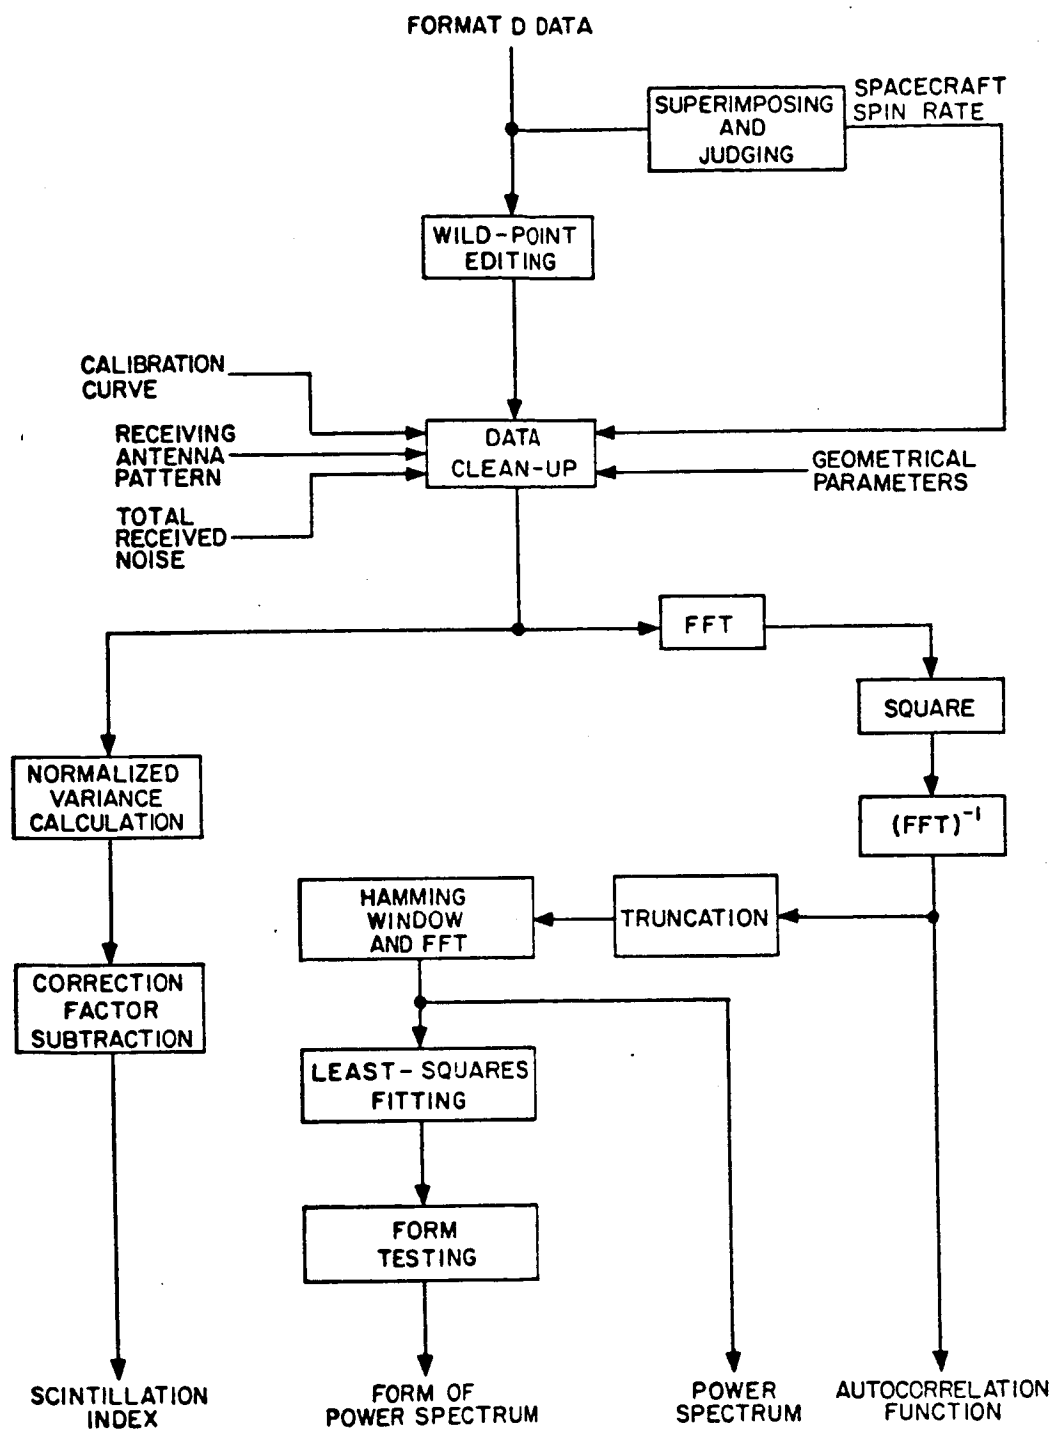 FORMAT D DATA
SUPERIMPOSING
AND
JUDGING
SPACECRAFT
SPIN RATE
WILD-POINT
EDITING
CALIBRATION
CURVE
RECEIVING
ANTENNA
PATTERN
TOTAL
RECEIVED
NOISE
DATA
CLEAN-UP
GEOMETRICAL
PARAMETERS
FFT
SQUARE
(FFT)⁻¹
NORMALIZED
VARIANCE
CALCULATION
HAMMING
WINDOW
AND FFT
TRUNCATION
CORRECTION
FACTOR
SUBTRACTION
LEAST-SQUARES
FITTING
FORM
TESTING
SCINTILLATION
INDEX
FORM OF
POWER SPECTRUM
POWER
SPECTRUM
AUTOCORRELATION
FUNCTION